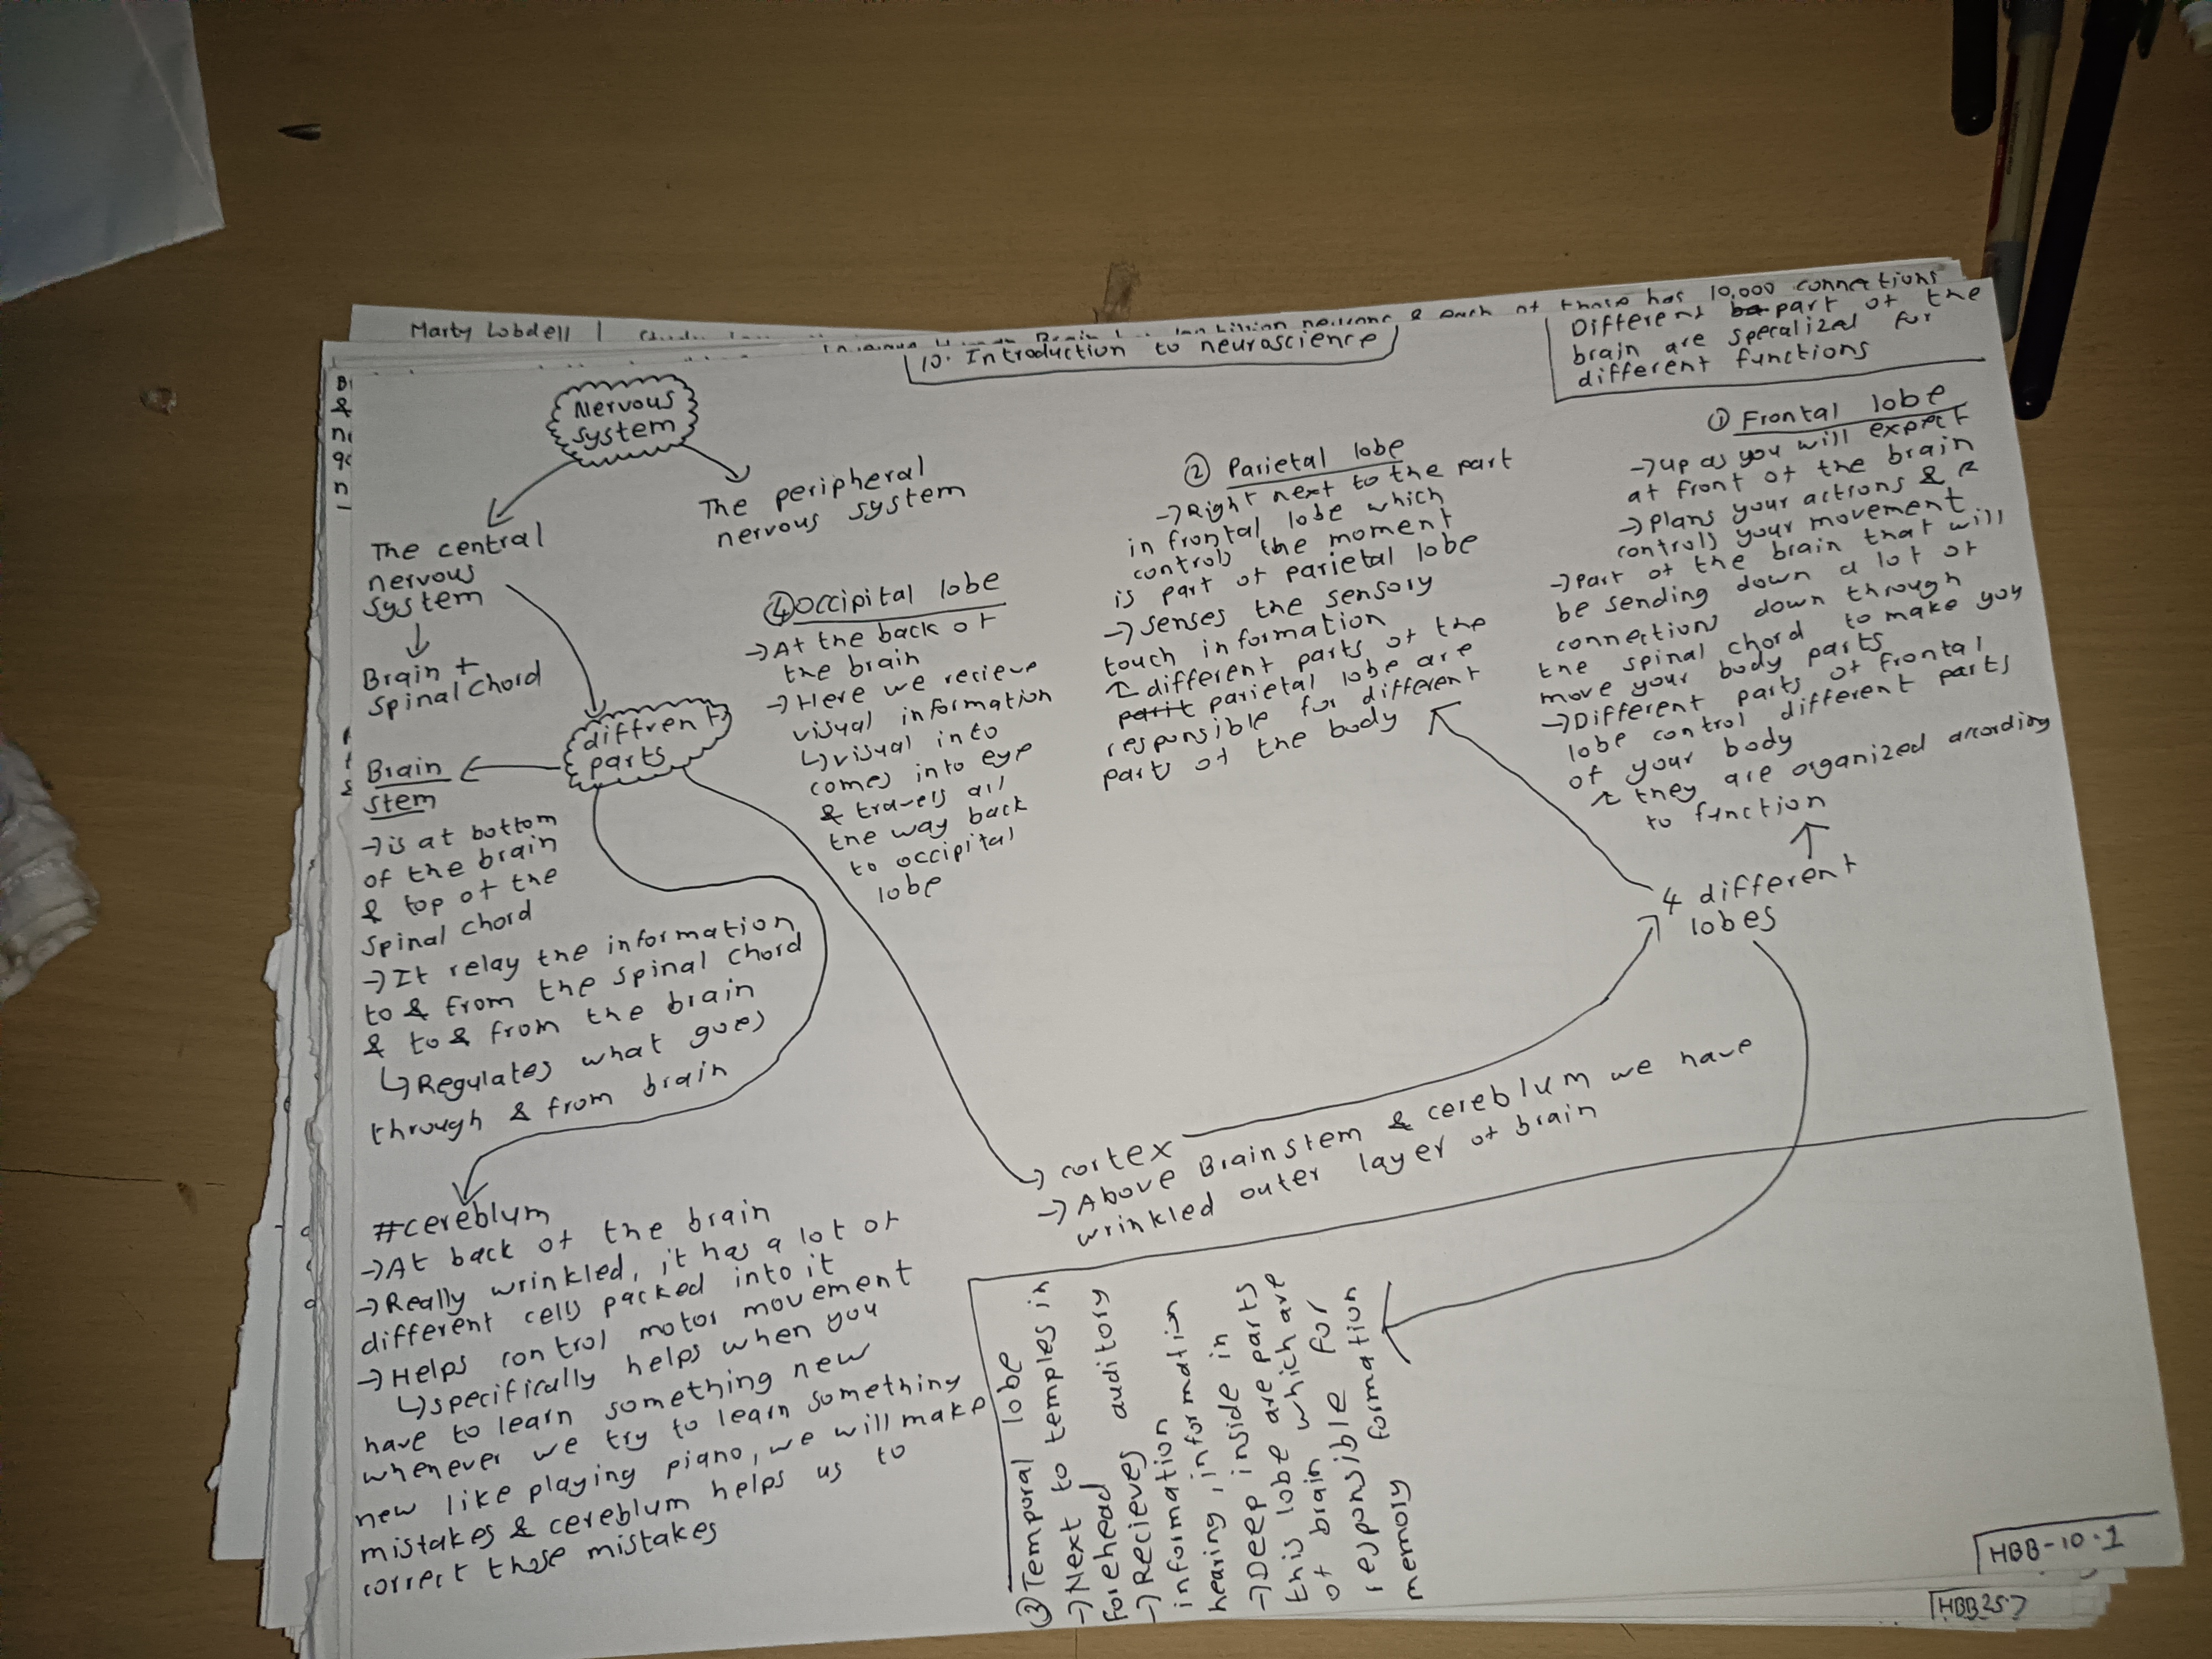 Marty Lobdell |
neurons & each of those has 10,000 connections
10. Introduction to neuroscience
Different part of the
brain are specalized for
different functions
Nervous
system
The central
nervous
system
Brain +
Spinal Chord
The peripheral
nervous system
diffrent
parts
Brain
stem
→is at bottom
of the brain
& top of the
spinal chord
→It relay the information
to & from the spinal chord
& to & from the brain
↳Regulates what goes
through & from brain
#cereblum
→At back of the brain
→Really wrinkled, it has a lot of
different cells packed into it
→Helps control motor movement
↳specifically helps when you
have to learn something new
whenever we try to learn something
new like playing piano, we will make
mistakes & cereblum helps us to
correct those mistakes
cortex
→Above Brainstem & cereblum we have
wrinkled outer layer of brain
4 different
lobes
① Frontal lobe
→up as you will expect
at front of the brain
→Plans your actions &
controls your movement
→Part of the brain that will
be sending down a lot of
connections down through
the spinal chord to make you
move your body parts
→Different parts of frontal
lobe control different parts
of your body
they are organized according
to function
② Parietal lobe
→Right next to the part
in frontal lobe which
controls the moment
is part of parietal lobe
→senses the sensory
touch information
different parts of the
parietal lobe are
responsible for different
parts of the body
③ Temporal lobe
→Next to temples in
forehead
→Recieves auditory
information
hearing, information
→Deep inside in
this lobe are parts
of brain which are
responsible for
memory formation
④ Occipital lobe
→At the back of
the brain
→Here we recieve
visual information
↳visual info
comes into eye
& travels all
the way back
to occipital
lobe
HBB-10.1
HBB25.7